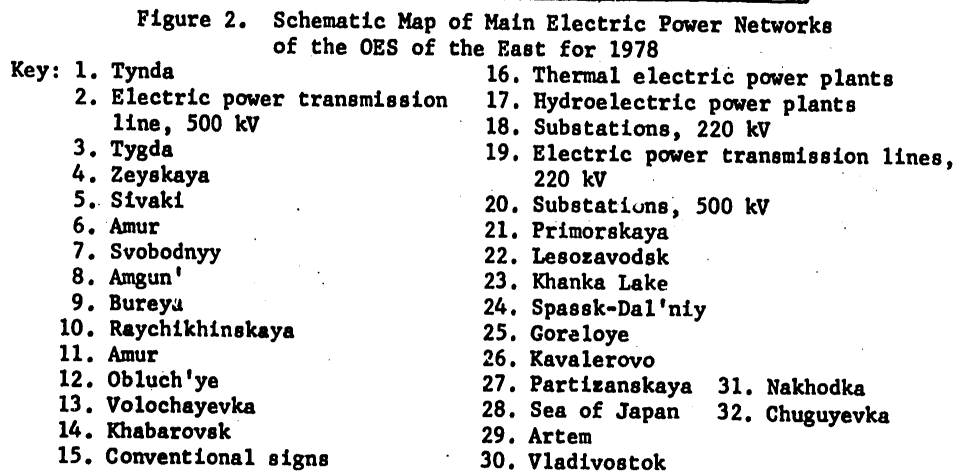 Figure 2. Schematic Map of Main Electric Power Networks
of the OES of the East for 1978
Key: 1. Tynda
2. Electric power transmission
line, 500 kV
3. Tygda
4. Zeyskaya
5. Sivaki
6. Amur
7. Svobodnyy
8. Amgun'
9. Bureya
10. Raychikhinskaya
11. Amur
12. Obluch'ye
13. Volochayevka
14. Khabarovsk
15. Conventional signs
16. Thermal electric power plants
17. Hydroelectric power plants
18. Substations, 220 kV
19. Electric power transmission lines,
220 kV
20. Substations, 500 kV
21. Primorskaya
22. Lesozavodsk
23. Khanka Lake
24. Spassk-Dal'niy
25. Goreloye
26. Kavalerovo
27. Partizanskaya 31. Nakhodka
28. Sea of Japan 32. Chuguyevka
29. Artem
30. Vladivostok